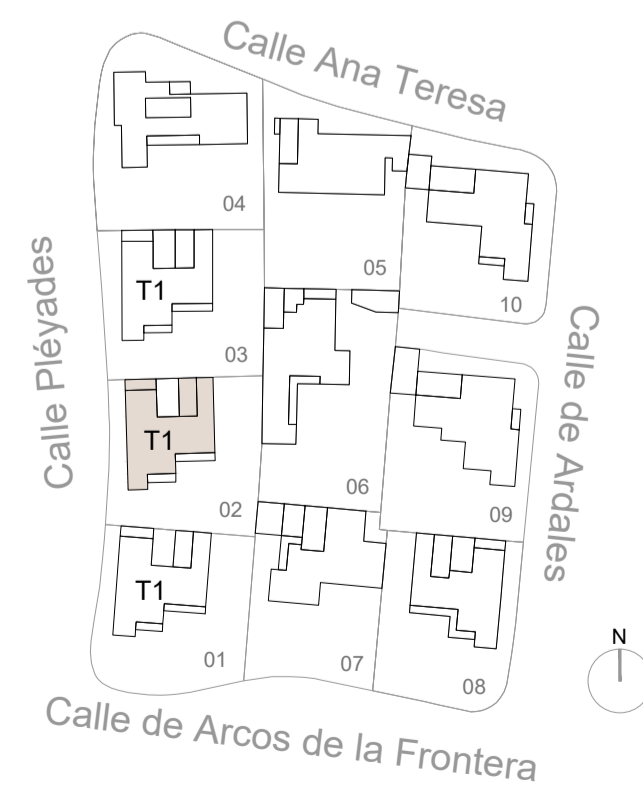 Calle Ana Teresa
04
05
10
Calle Pléyades
T1
03
Calle de Ardales
T1
02
06
09
T1
01
07
08
N
Calle de Arcos de la Frontera